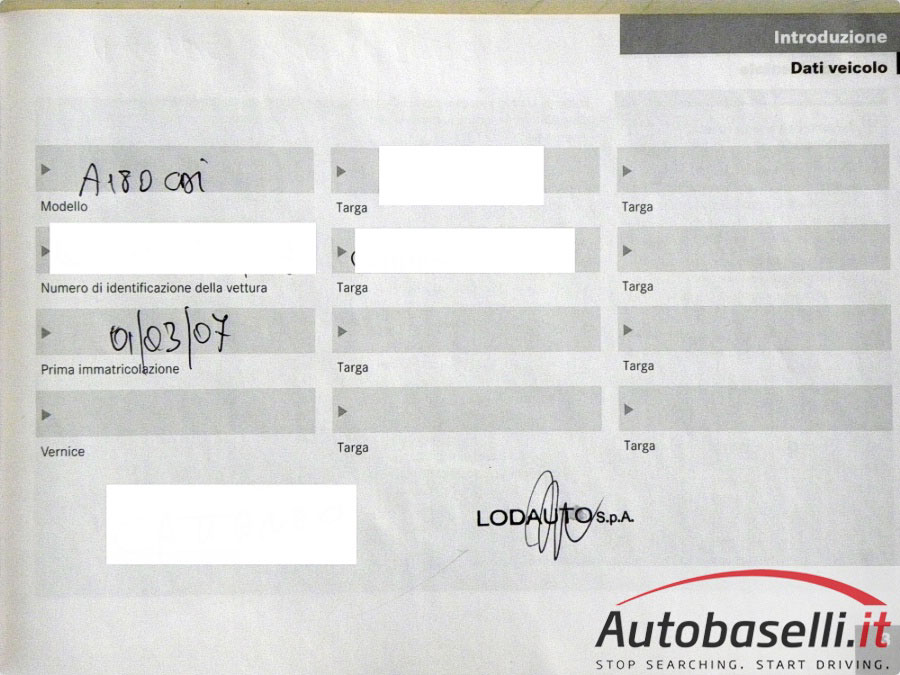 Introduzione
Dati veicolo
A180 CDI
Modello
Targa
Targa
Numero di identificazione della vettura
Targa
Targa
01/03/07
Prima immatricolazione
Targa
Targa
Vernice
Targa
Targa
LODAUTO S.p.A.
Autobaselli.it
STOP SEARCHING. START DRIVING.